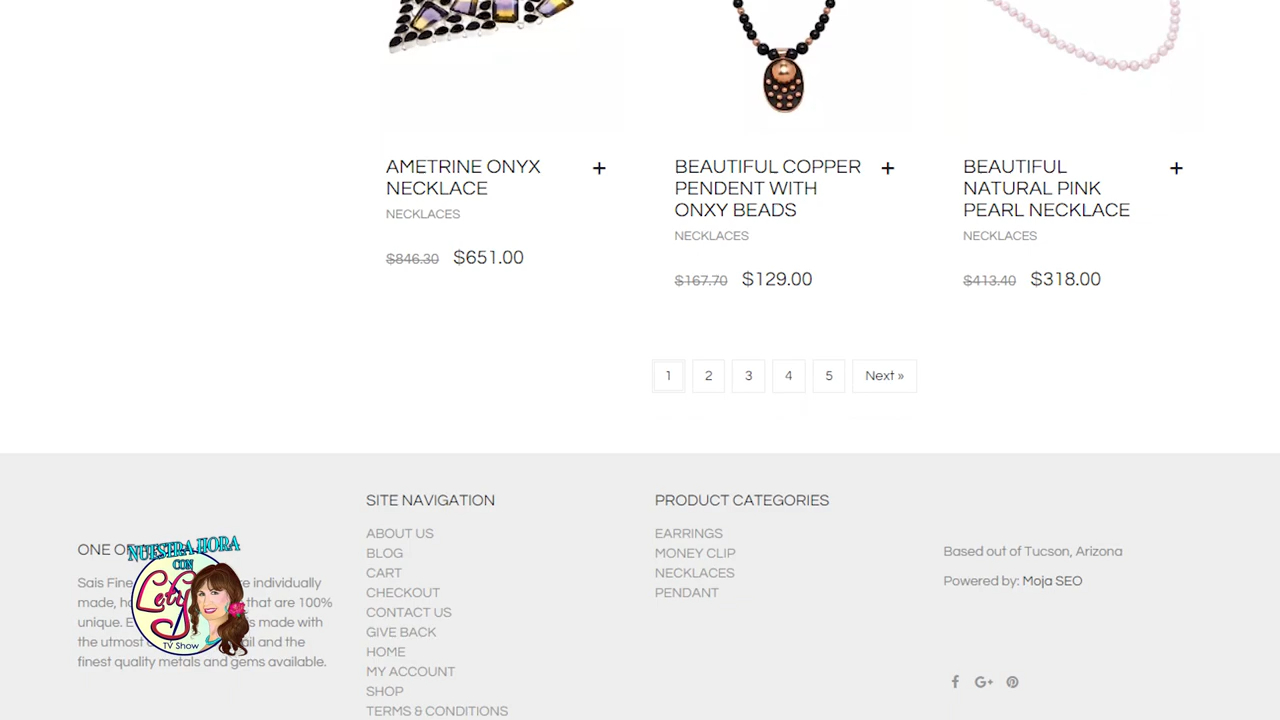 AMETRINE ONYX
NECKLACE
+
NECKLACES
$846.30 $651.00
BEAUTIFUL COPPER
PENDENT WITH
ONXY BEADS
+
NECKLACES
$167.70 $129.00
BEAUTIFUL
NATURAL PINK
PEARL NECKLACE
+
NECKLACES
$413.40 $318.00
1 2 3 4 5 Next »
ONE O
Sais Fine re individually
made, that are 100%
unique. s made with
the utmost ail and the
finest quality metals and gems available.
NUESTRA HORA
CON
Lety
TV Show
SITE NAVIGATION
ABOUT US
BLOG
CART
CHECKOUT
CONTACT US
GIVE BACK
HOME
MY ACCOUNT
SHOP
TERMS & CONDITIONS
PRODUCT CATEGORIES
EARRINGS
MONEY CLIP
NECKLACES
PENDANT
Based out of Tucson, Arizona
Powered by: Moja SEO